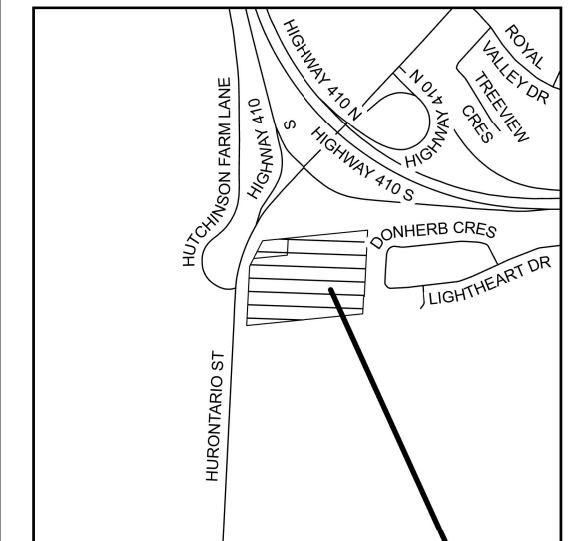 HIGHWAY 410 N
ROYAL
VALLEY DR
TREEVIEW
CRES
HIGHWAY 410 N
HUTCHINSON FARM LANE
HIGHWAY 410
S
HIGHWAY 410 S
DONHERB CRES
LIGHTHEART DR
HURONTARIO ST